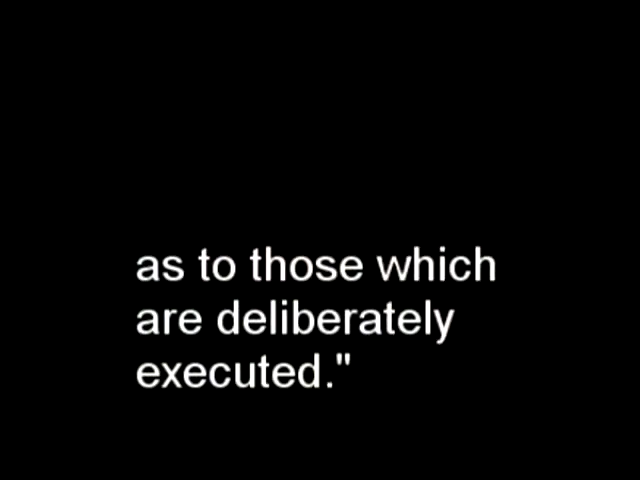 as to those which
are deliberately
executed."